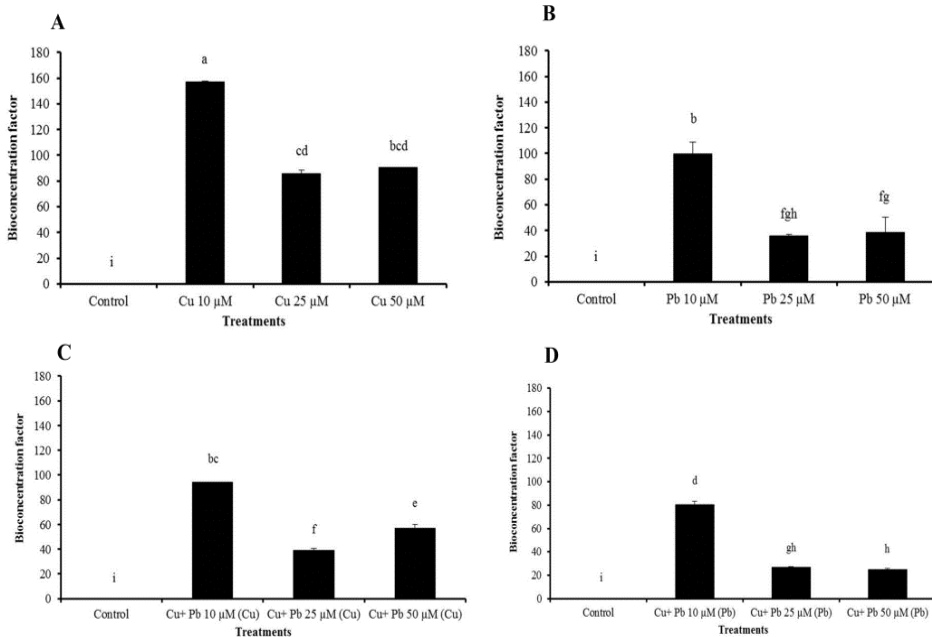 A
180
160
140
120
100
80
60
40
20
0
Bioconcentration factor
i
a
cd
bcd
Control
Cu 10 µM
Cu 25 µM
Cu 50 µM
Treatments
B
180
160
140
120
100
80
60
40
20
0
Bioconcentration factor
i
b
fgh
fg
Control
Pb 10 µM
Pb 25 µM
Pb 50 µM
Treatments
C
180
160
140
120
100
80
60
40
20
0
Bioconcentration factor
i
bc
f
e
Control
Cu+ Pb 10 µM (Cu)
Cu+ Pb 25 µM (Cu)
Cu+ Pb 50 µM (Cu)
Treatments
D
180
160
140
120
100
80
60
40
20
0
Bioconcentration factor
i
d
gh
h
Control
Cu+ Pb 10 µM (Pb)
Cu+ Pb 25 µM (Pb)
Cu+ Pb 50 µM (Pb)
Treatments